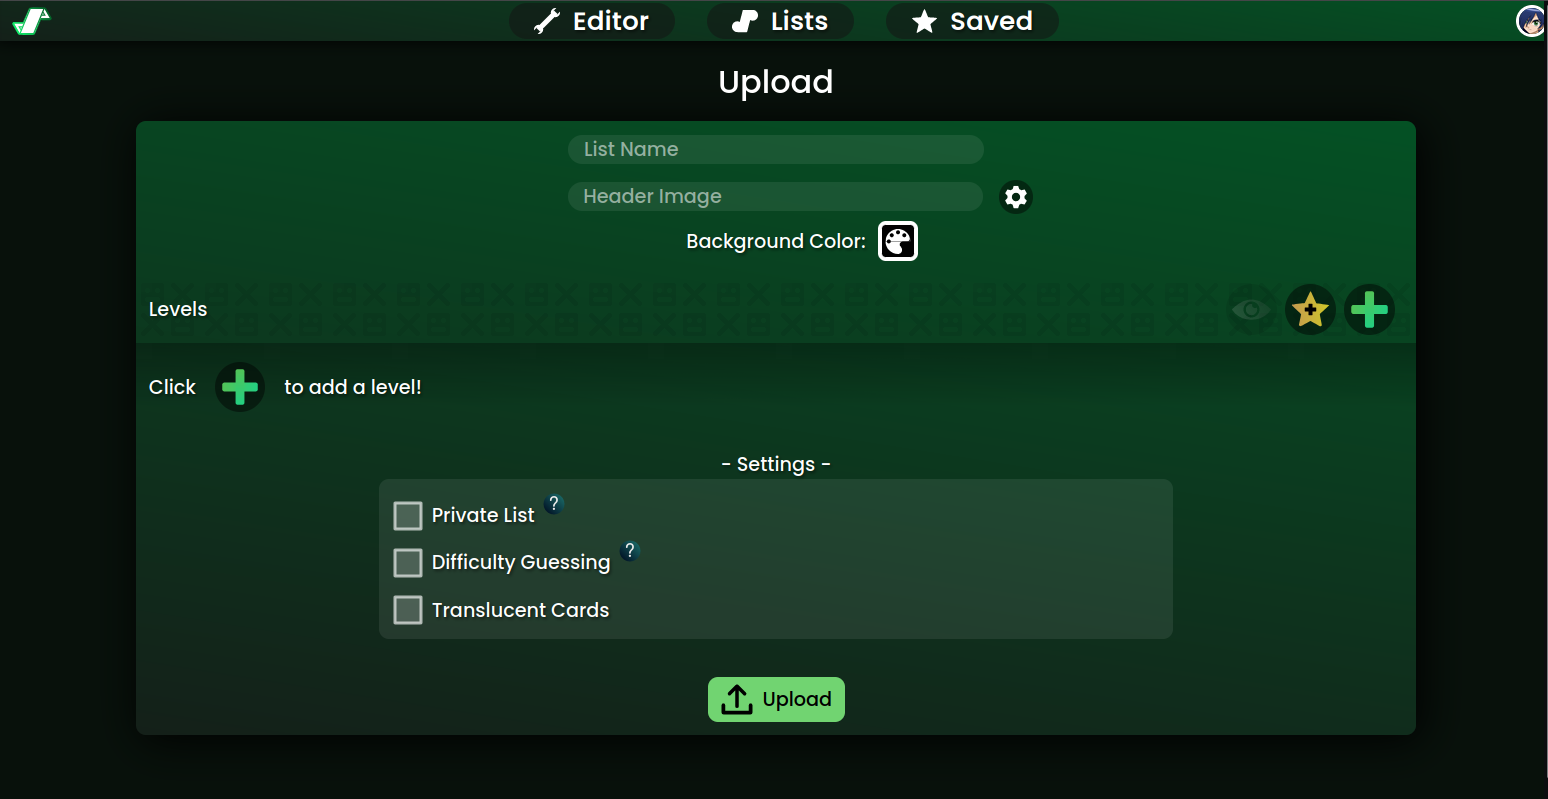 Editor Lists Saved
Upload
List Name
Header Image
Background Color:
Levels
Click to add a level!
- Settings -
Private List ?
Difficulty Guessing ?
Translucent Cards
Upload